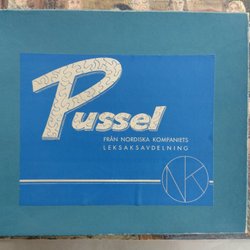 Pussel
FRÅN NORDISKA KOMPANIETS
LEKSAKSAVDELNING
NK